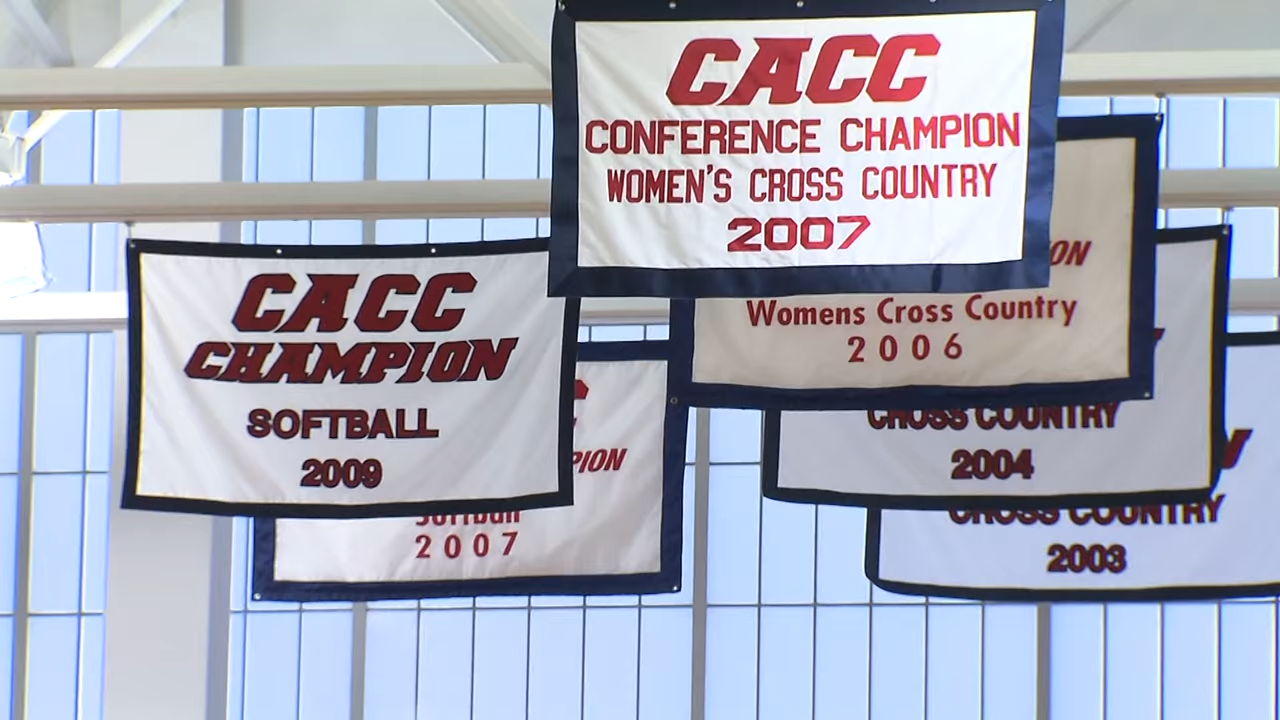 CACC
CONFERENCE CHAMPION
WOMEN'S CROSS COUNTRY
2007
Womens Cross Country
2006
CROSS COUNTRY
2004
CROSS COUNTRY
2003
CACC
CHAMPION
SOFTBALL
2009
Softball
2007